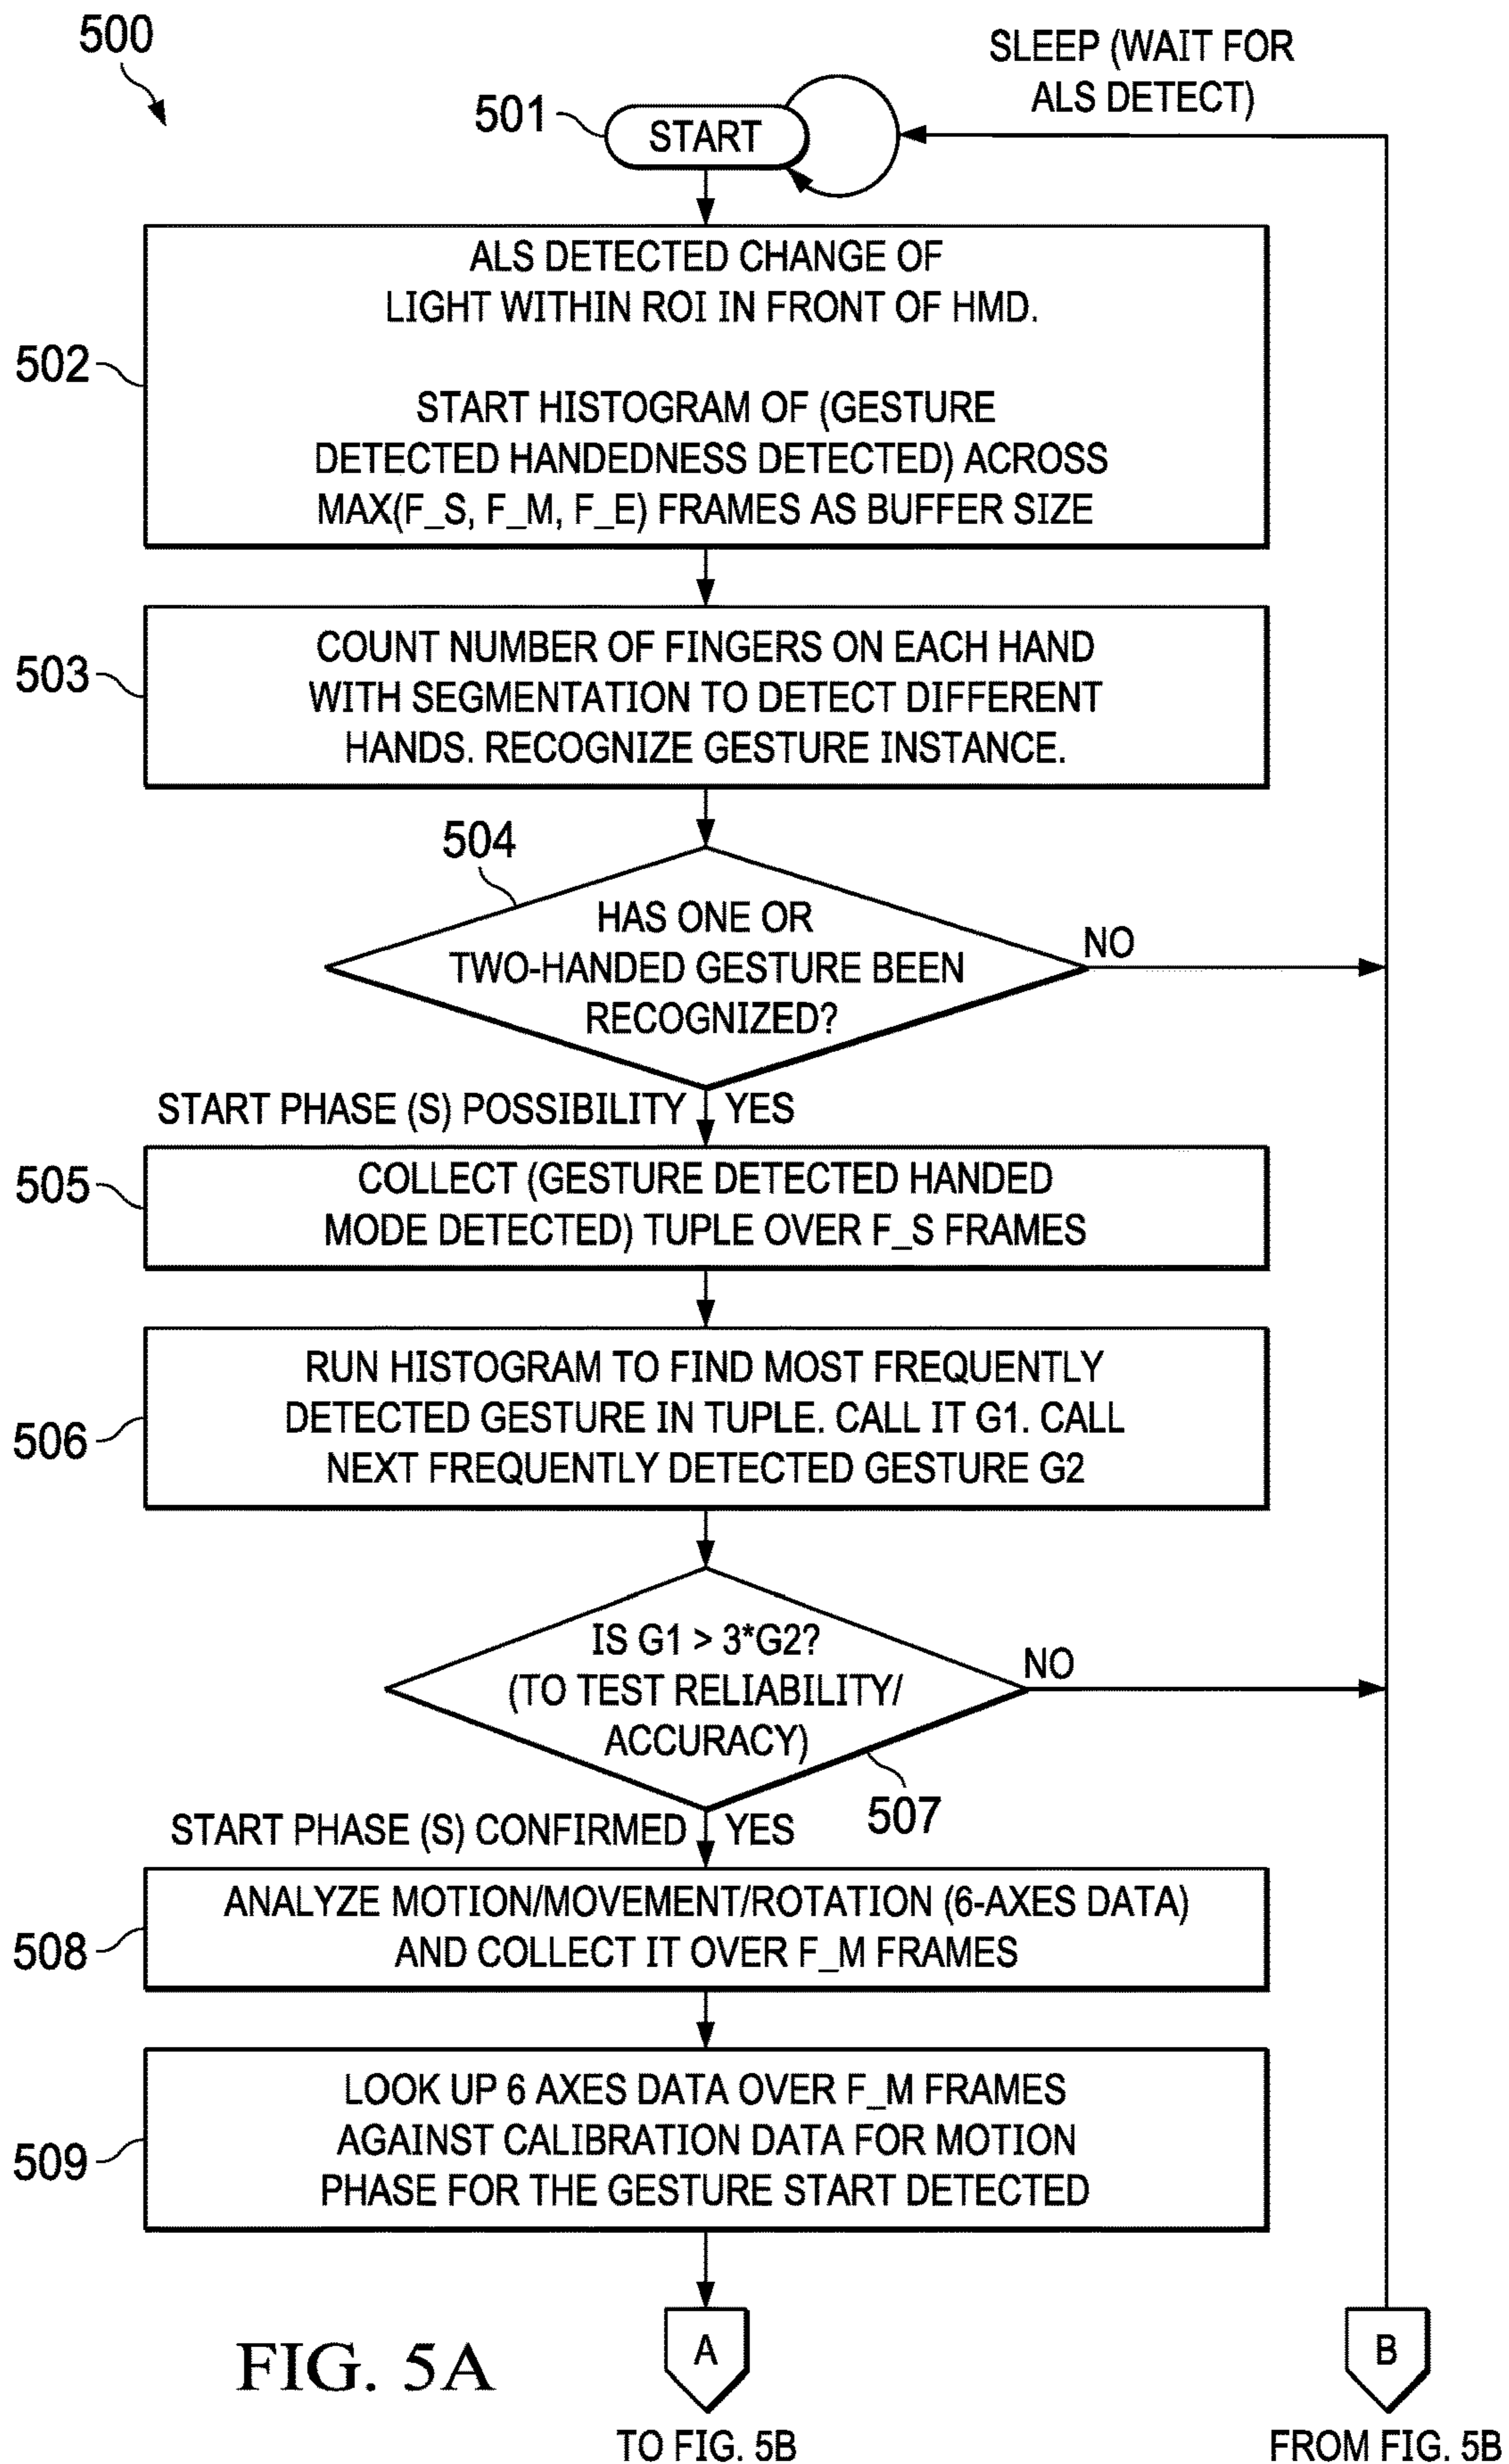 500
SLEEP (WAIT FOR
ALS DETECT)
501
START
502
ALS DETECTED CHANGE OF
LIGHT WITHIN ROI IN FRONT OF HMD.
START HISTOGRAM OF (GESTURE
DETECTED HANDEDNESS DETECTED) ACROSS
MAX(F_S, F_M, F_E) FRAMES AS BUFFER SIZE
503
COUNT NUMBER OF FINGERS ON EACH HAND
WITH SEGMENTATION TO DETECT DIFFERENT
HANDS. RECOGNIZE GESTURE INSTANCE.
504
HAS ONE OR
TWO-HANDED GESTURE BEEN
RECOGNIZED?
NO
START PHASE (S) POSSIBILITY YES
505
COLLECT (GESTURE DETECTED HANDED
MODE DETECTED) TUPLE OVER F_S FRAMES
506
RUN HISTOGRAM TO FIND MOST FREQUENTLY
DETECTED GESTURE IN TUPLE. CALL IT G1. CALL
NEXT FREQUENTLY DETECTED GESTURE G2
IS G1 > 3*G2?
(TO TEST RELIABILITY/
ACCURACY)
NO
507
START PHASE (S) CONFIRMED YES
508
ANALYZE MOTION/MOVEMENT/ROTATION (6-AXES DATA)
AND COLLECT IT OVER F_M FRAMES
509
LOOK UP 6 AXES DATA OVER F_M FRAMES
AGAINST CALIBRATION DATA FOR MOTION
PHASE FOR THE GESTURE START DETECTED
FIG. 5A
A
TO FIG. 5B
B
FROM FIG. 5B